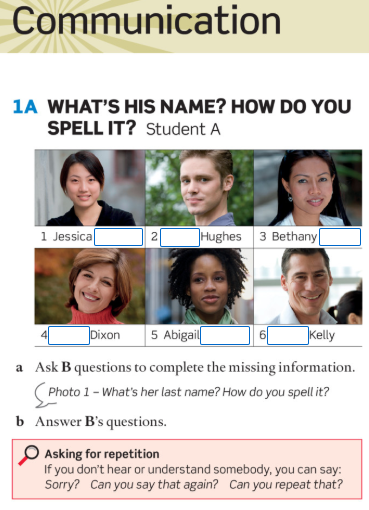 Communication
1A WHAT'S HIS NAME? HOW DO YOU
SPELL IT? Student A
1 Jessica
2 Hughes
3 Bethany
4 Dixon
5 Abigail
6 Kelly
a Ask B questions to complete the missing information.
Photo 1 – What's her last name? How do you spell it?
b Answer B's questions.
Asking for repetition
If you don't hear or understand somebody, you can say:
Sorry? Can you say that again? Can you repeat that?